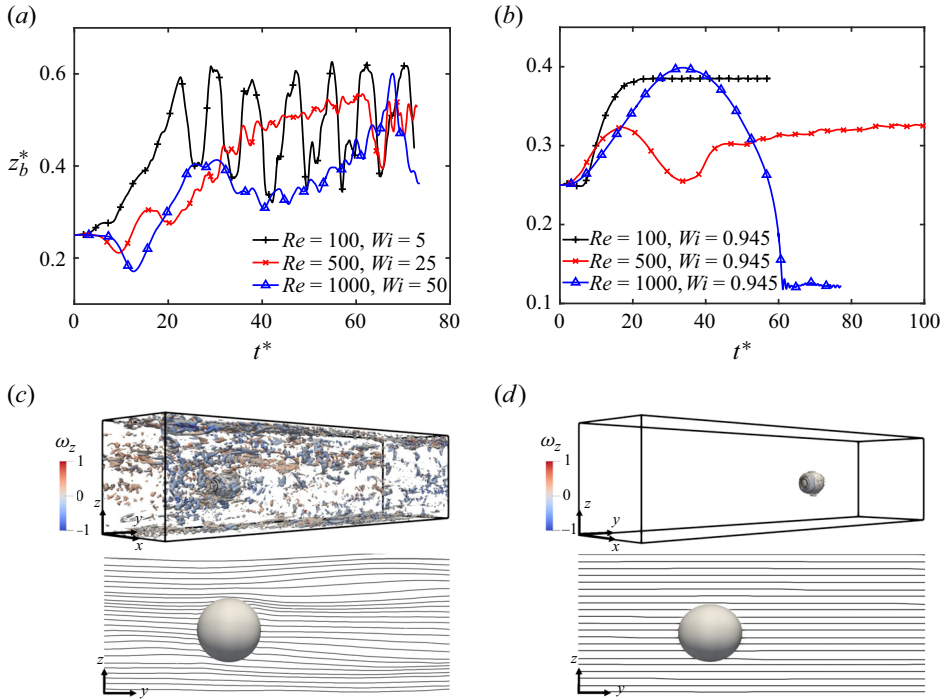 (a)
(b)
0.6
0.4
0.2
z*b
Re = 100, Wi = 5
Re = 500, Wi = 25
Re = 1000, Wi = 50
0 20 40 60 80
t*
0.4
0.3
0.2
0.1
Re = 100, Wi = 0.945
Re = 500, Wi = 0.945
Re = 1000, Wi = 0.945
0 20 40 60 80 100
t*
(c)
(d)
ωz
1
0
−1
z
y
x
ωz
1
0
−1
z
y
x
z
y
z
y